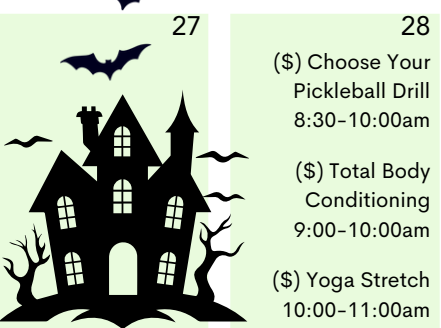 27
28
($) Choose Your
Pickleball Drill
8:30-10:00am
($) Total Body
Conditioning
9:00-10:00am
($) Yoga Stretch
10:00-11:00am